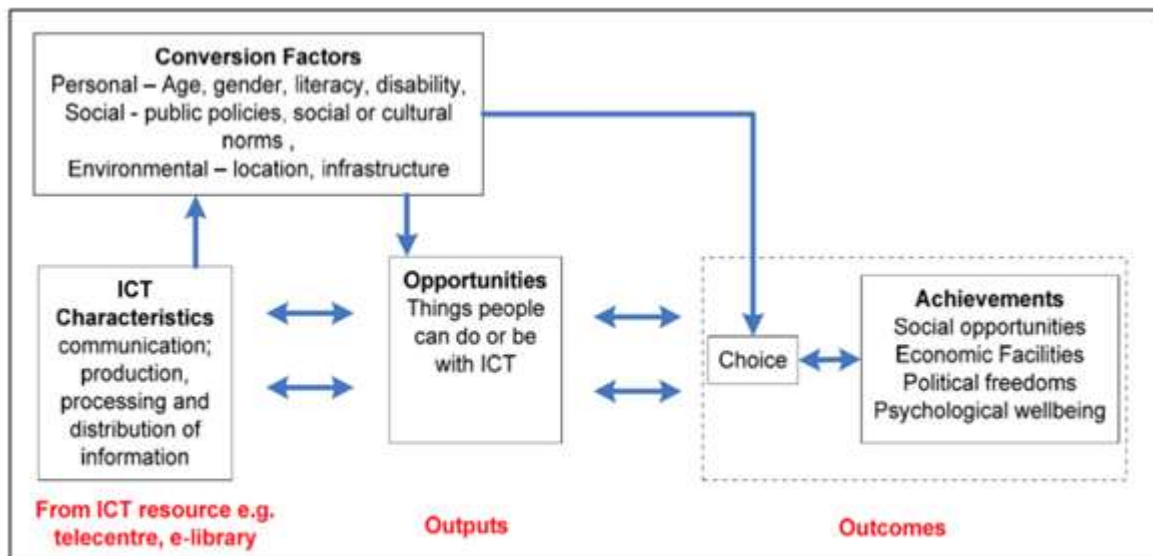 Conversion Factors
Personal – Age, gender, literacy, disability,
Social - public policies, social or cultural
norms ,
Environmental – location, infrastructure
ICT
Characteristics
communication;
production,
processing and
distribution of
information
Opportunities
Things people
can do or be
with ICT
Choice
Achievements
Social opportunities
Economic Facilities
Political freedoms
Psychological wellbeing
From ICT resource e.g.
telecentre, e-library
Outputs
Outcomes